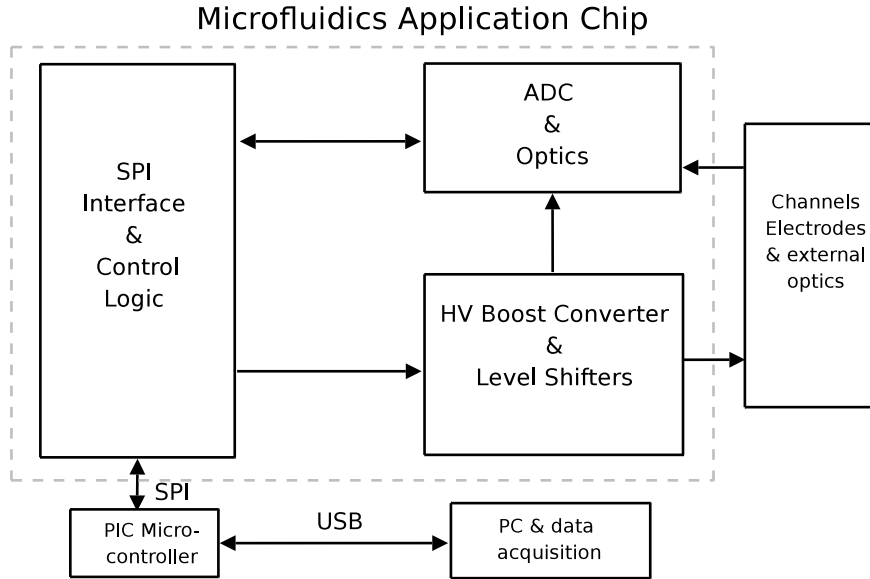 Microfluidics Application Chip
SPI
Interface
&
Control
Logic
ADC
&
Optics
Channels
Electrodes
& external
optics
HV Boost Converter
&
Level Shifters
SPI
PIC Micro-
controller
USB
PC & data
acquisition